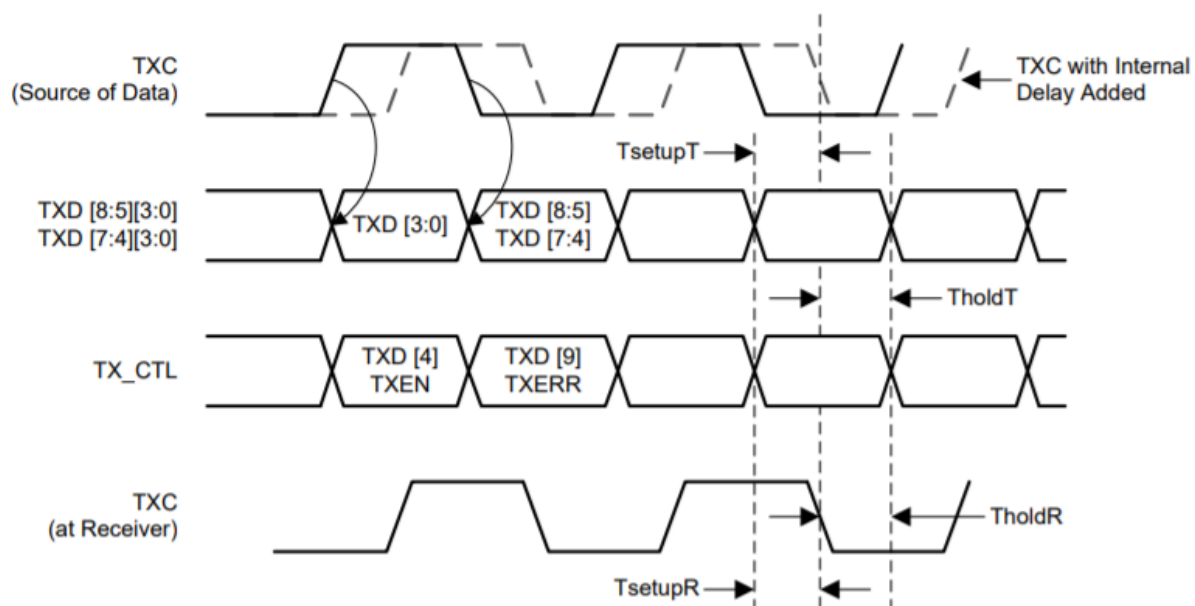 TXC
(Source of Data)
TXC with Internal
Delay Added
TsetupT
TXD [8:5][3:0]
TXD [7:4][3:0]
TXD [3:0]
TXD [8:5]
TXD [7:4]
TholdT
TX_CTL
TXD [4]
TXEN
TXD [9]
TXERR
TXC
(at Receiver)
TholdR
TsetupR